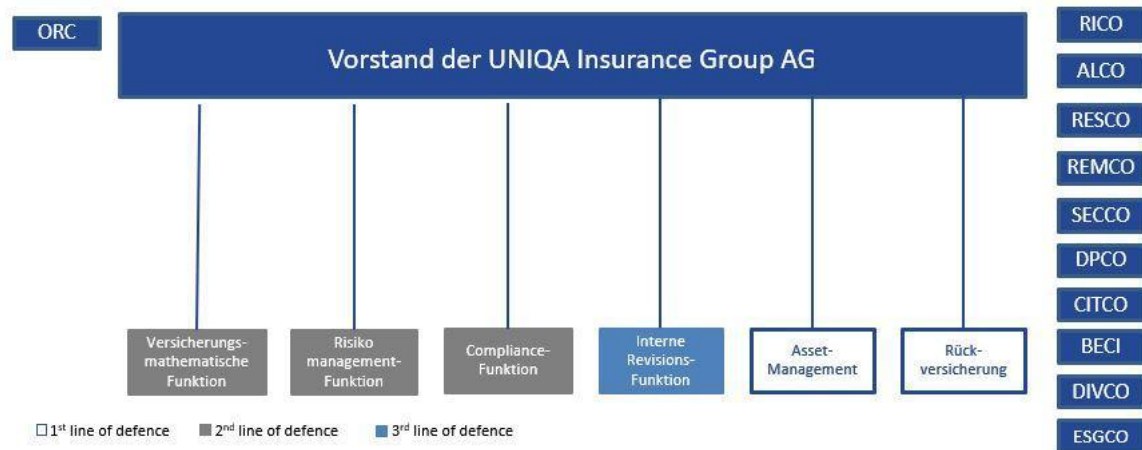 ORC
Vorstand der UNIQA Insurance Group AG
RICO
ALCO
RESCO
REMCO
SECCO
DPCO
CITCO
BECI
DIVCO
ESGCO
Versicherungs-
mathematische
Funktion
Risiko
management-
Funktion
Compliance-
Funktion
Interne
Revisions-
Funktion
Asset-
Management
Rück-
versicherung
1st line of defence
2nd line of defence
3rd line of defence